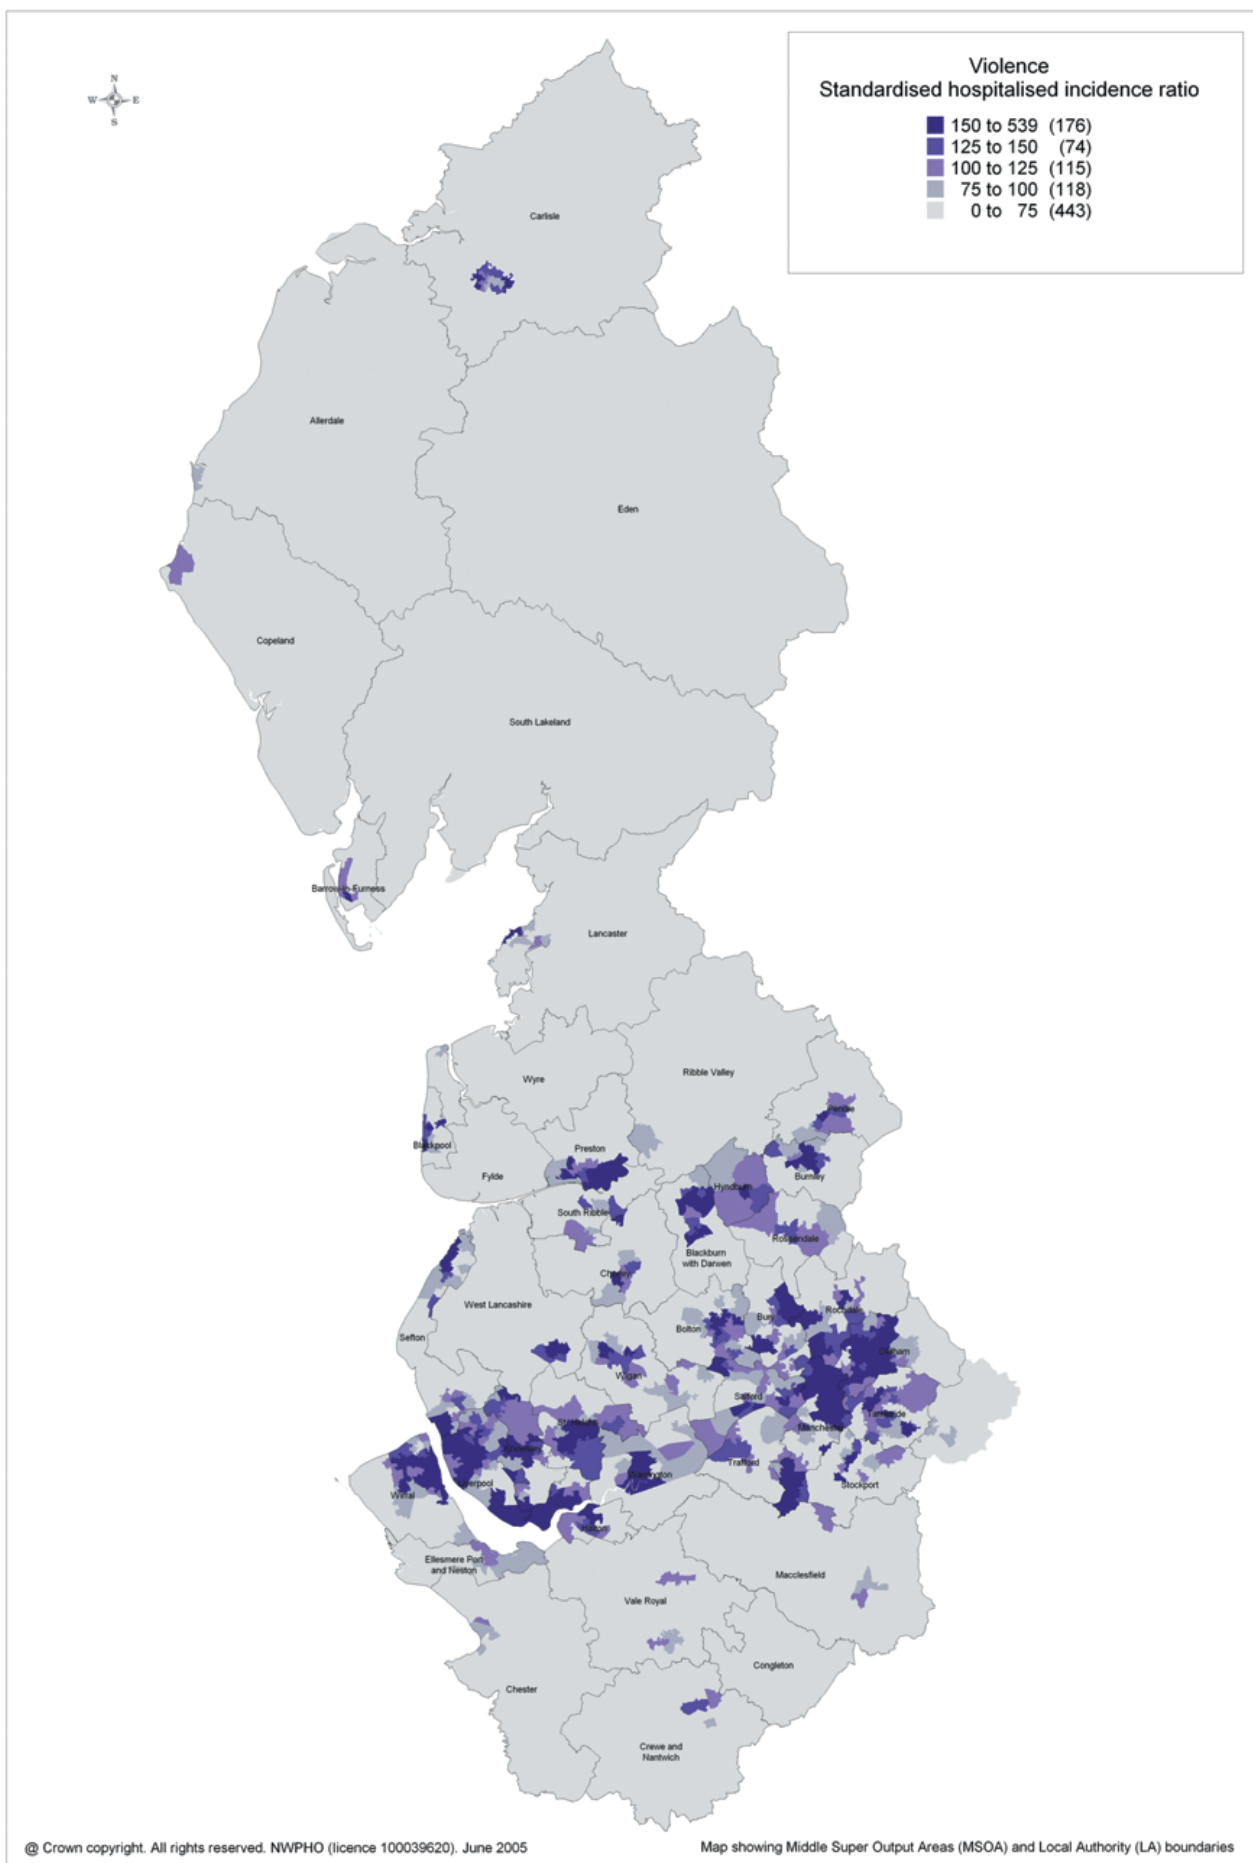 Violence
Standardised hospitalised incidence ratio
150 to 539 (176)
125 to 150 (74)
100 to 125 (115)
75 to 100 (118)
0 to 75 (443)
N
W E
S
Carlisle
Allerdale
Eden
Copeland
South Lakeland
Barrow-in-Furness
Lancaster
Wyre
Ribble Valley
Pendle
Blackpool
Preston
Fylde
Burnley
Hyndburn
South Ribble
Rossendale
Blackburn
with Darwen
Chorley
West Lancashire
Bury
Rochdale
Bolton
Sefton
Oldham
Wigan
Salford
St Helens
Tameside
Manchester
Knowsley
Trafford
Warrington
Liverpool
Stockport
Wirral
Halton
Ellesmere Port
and Neston
Macclesfield
Vale Royal
Congleton
Chester
Crewe and
Nantwich
@ Crown copyright. All rights reserved. NWPHO (licence 100039620). June 2005
Map showing Middle Super Output Areas (MSOA) and Local Authority (LA) boundaries